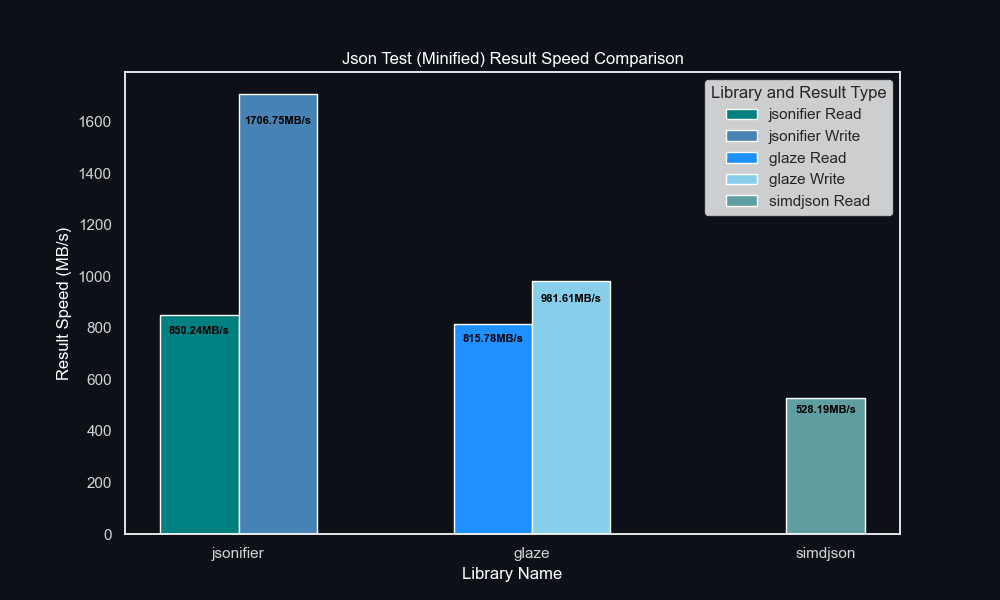 Json Test (Minified) Result Speed Comparison
Library and Result Type
jsonifier Read
jsonifier Write
glaze Read
glaze Write
simdjson Read
Result Speed (MB/s)
1600
1400
1200
1000
800
600
400
200
0
850.24MB/s
1706.75MB/s
815.78MB/s
981.61MB/s
528.19MB/s
jsonifier
glaze
simdjson
Library Name